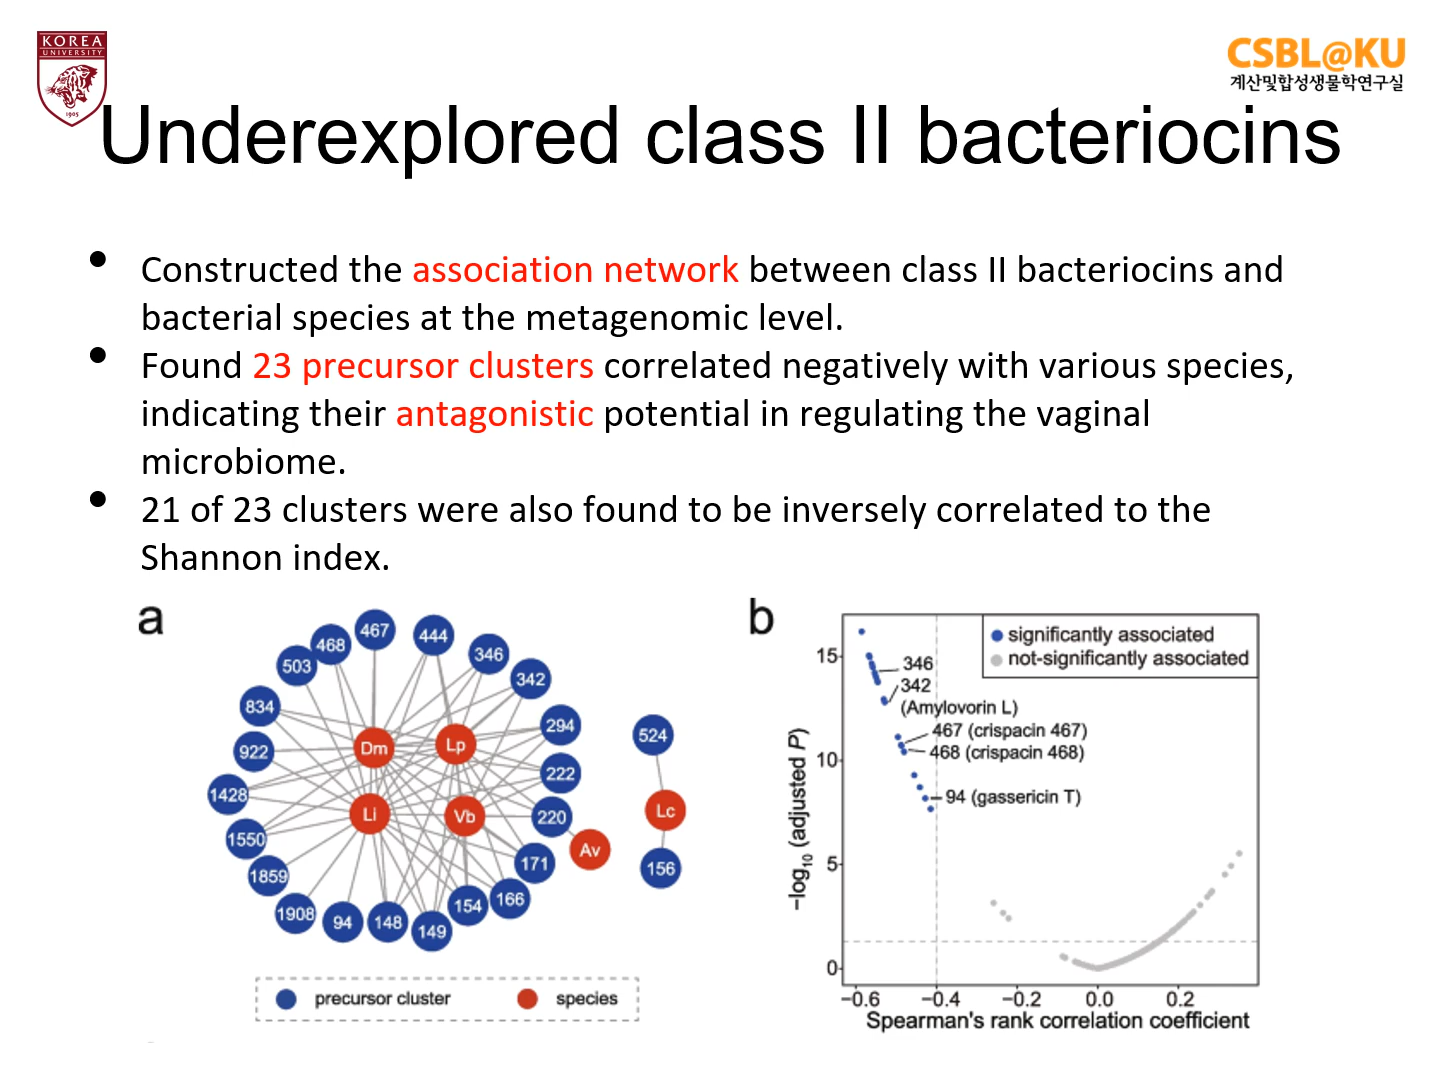 KOREA
UNIVERSITY
1905
CSBL@KU
계산및합성생물학연구실
Underexplored class II bacteriocins
• Constructed the association network between class II bacteriocins and
bacterial species at the metagenomic level.
• Found 23 precursor clusters correlated negatively with various species,
indicating their antagonistic potential in regulating the vaginal
microbiome.
• 21 of 23 clusters were also found to be inversely correlated to the
Shannon index.
a
467
444
468
346
503
342
834
294
524
Dm
Lp
922
222
1428
Li
Vb
220
Lc
1550
Av
171
156
1859
166
154
1908
94
148
149
precursor cluster
species
b
significantly associated
not-significantly associated
15
346
342
(Amylovorin L)
467 (crispacin 467)
468 (crispacin 468)
10
94 (gassericin T)
5
0
−log10 (adjusted P)
−0.6 −0.4 −0.2 0.0 0.2
Spearman's rank correlation coefficient